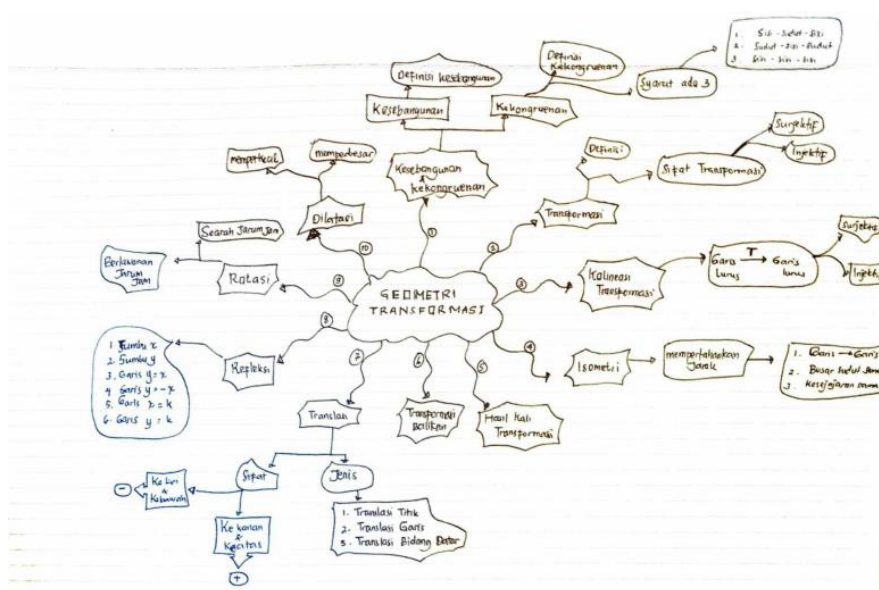 GEOMETRI
TRANSFORMASI
1
Kesebangunan
&
Kekongruenan
Kesebangunan
Definisi Kesebangunan
Kekongruenan
Definisi
Kekongruenan
Syarat ada 3
1. Sisi - Sudut - Sisi
2. Sudut - Sisi - Sudut
3. Sisi - Sisi - Sisi
2
Transformasi
Definisi
Sifat Transformasi
Surjektif
Injektif
3
Kolineasi
Transformasi
Garis T Garis
Lurus lurus
Surjekti
Injekti
4
Isometri
mempertahankan
Jarak
1. Garis → Garis
2. Besar Sudut
3. Kesejajaran
5
Hasil Kali
Transformasi
6
Transformasi
Balikan
7
Translasi
Sifat
Ke kiri
&
Kebawah
-
Ke kanan
&
Keatas
+
Jenis
1. Translasi Titik
2. Translasi Garis
3. Translasi Bidang Datar
8
Refleksi
1 Sumbu x
2. Sumbu y
3. Garis y = x
4 Garis y = -x
5. Garis x = k
6. Garis y = k
9
Rotasi
Searah Jarum Jam
Berlawanan
Jarum
Jam
10
Dilatasi
memperkecil
memperbesar